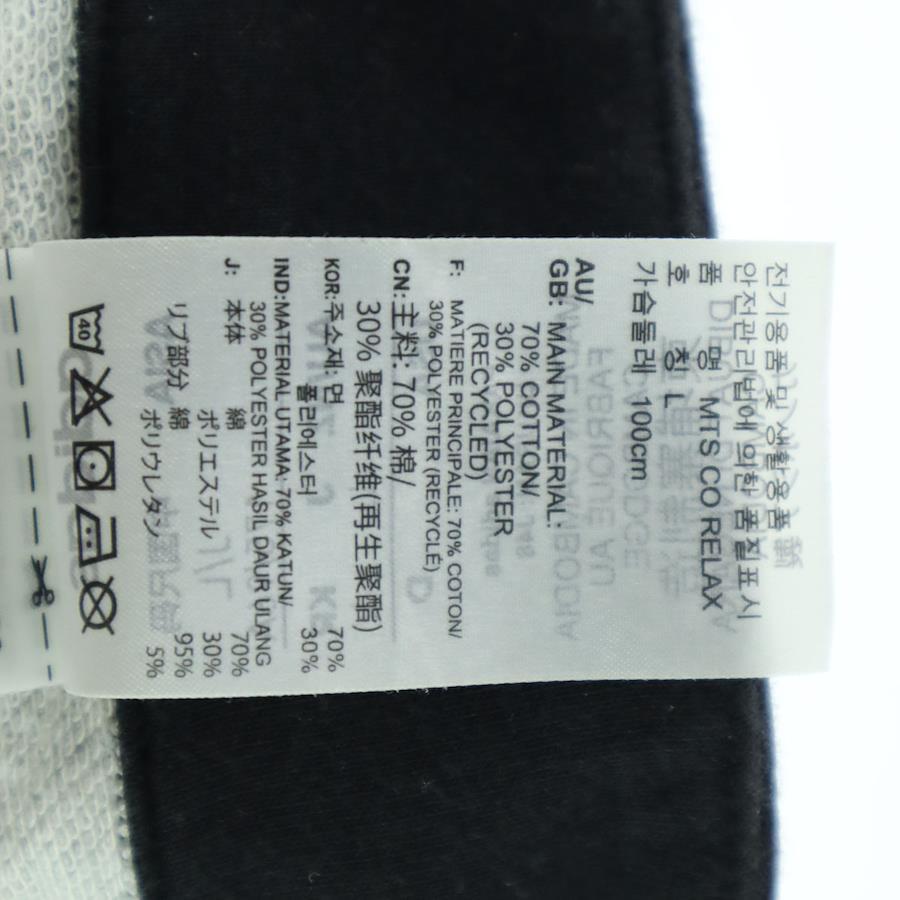 전기용품 및 생활용품
안전관리법에 의한 품질표시
품 명 MTS CO RELAX
호 칭 L
가슴둘레 100cm
AU/
GB: MAIN MATERIAL:
70% COTTON/
30% POLYESTER
(RECYCLED)
F: MATIERE PRINCIPALE: 70% COTON/
30% POLYESTER (RECYCLÉ)
CN: 主料: 70% 棉/
30% 聚酯纤维(再生聚酯)
KOR:주소재: 면 70%
폴리에스터 30%
IND:MATERIAL UTAMA: 70% KATUN/
30% POLYESTER HASIL DAUR ULANG
J: 本体 綿 70%
ポリエステル 30%
リブ部分 綿 95%
ポリウレタン 5%
40